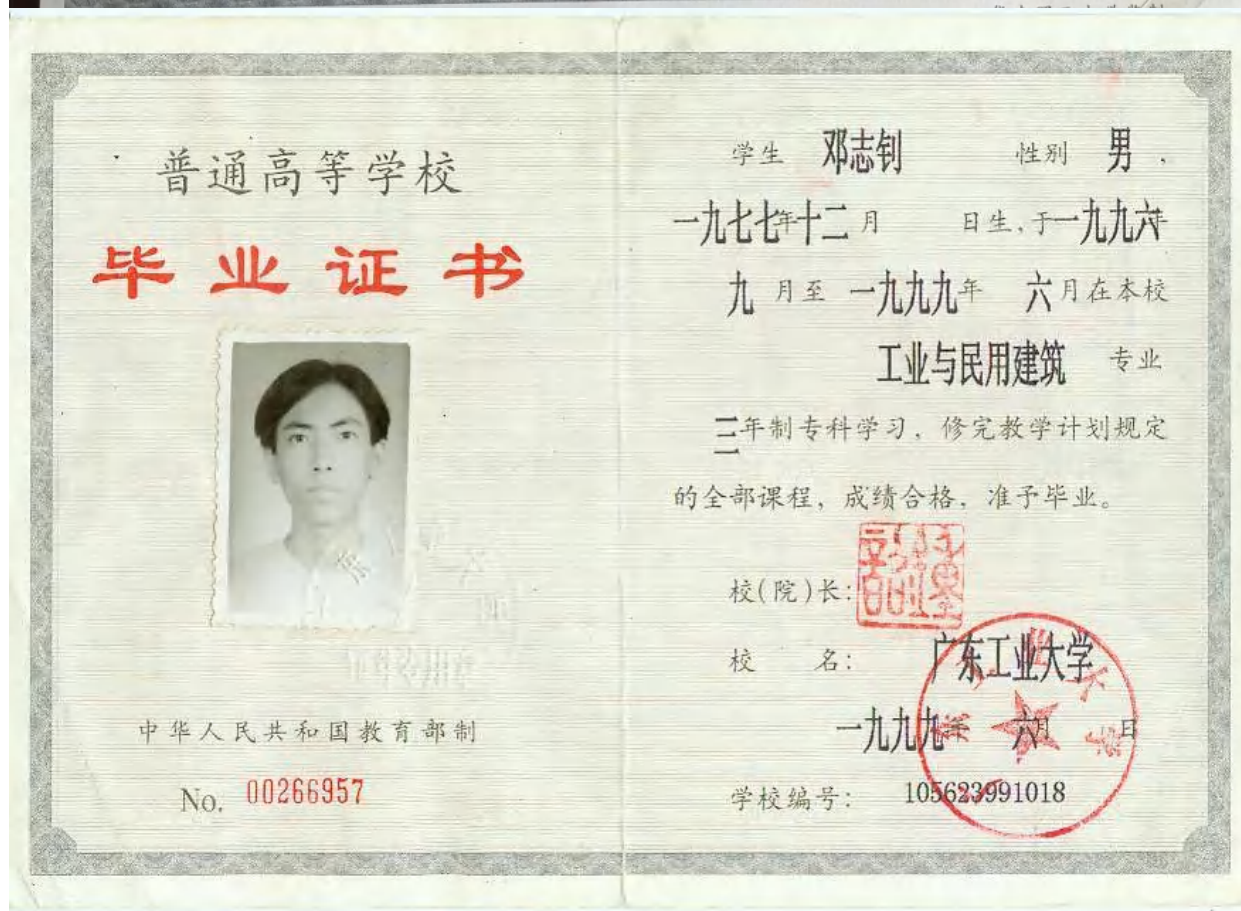 普通高等学校
毕业证书
中华人民共和国教育部制
No. 00266957
学生 邓志钊 性别 男，
一九七七年十二月 日生，于一九九六年
九月至一九九九年 六月在本校
工业与民用建筑 专业
三年制专科学习，修完教学计划规定
的全部课程，成绩合格，准予毕业。
校(院)长：
校 名： 广东工业大学
一九九九年 六月 日
学校编号： 105623991018